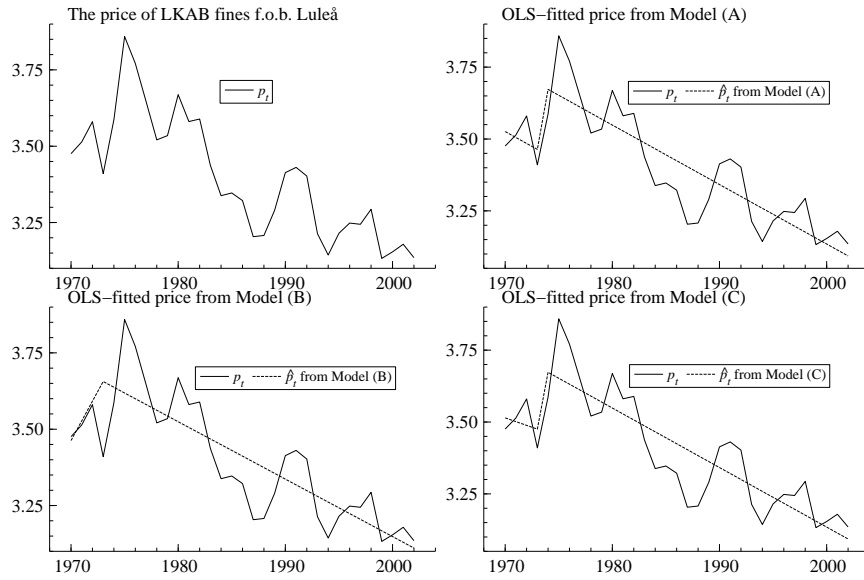 The price of LKAB fines f.o.b. Luleå
3.75
3.50
3.25
p_t
1970 1980 1990 2000
OLS−fitted price from Model (A)
3.75
3.50
3.25
p_t p̂_t from Model (A)
1970 1980 1990 2000
OLS−fitted price from Model (B)
3.75
3.50
3.25
p_t p̂_t from Model (B)
1970 1980 1990 2000
OLS−fitted price from Model (C)
3.75
3.50
3.25
p_t p̂_t from Model (C)
1970 1980 1990 2000